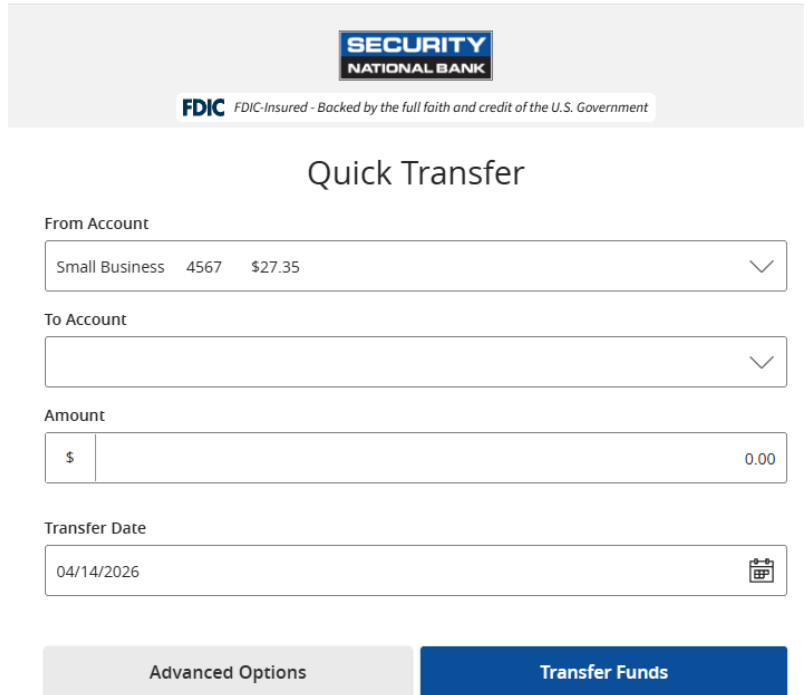 SECURITY
NATIONAL BANK
FDIC FDIC-Insured - Backed by the full faith and credit of the U.S. Government
Quick Transfer
From Account
Small Business 4567 $27.35
To Account
Amount
$ 0.00
Transfer Date
04/14/2026
Advanced Options Transfer Funds